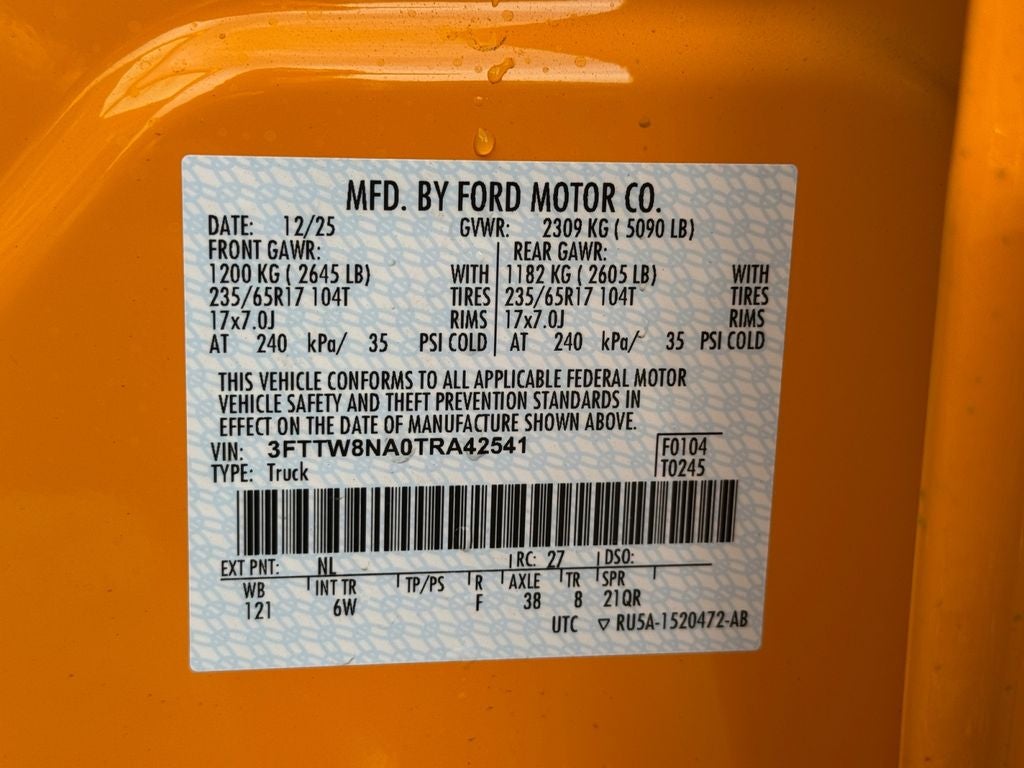 MFD. BY FORD MOTOR CO.
DATE: 12/25 GVWR: 2309 KG ( 5090 LB)
FRONT GAWR: REAR GAWR:
1200 KG ( 2645 LB) WITH 1182 KG ( 2605 LB) WITH
235/65R17 104T TIRES 235/65R17 104T TIRES
17x7.0J RIMS 17x7.0J RIMS
AT 240 kPa/ 35 PSI COLD AT 240 kPa/ 35 PSI COLD
THIS VEHICLE CONFORMS TO ALL APPLICABLE FEDERAL MOTOR
VEHICLE SAFETY AND THEFT PREVENTION STANDARDS IN
EFFECT ON THE DATE OF MANUFACTURE SHOWN ABOVE.
VIN: 3FTTW8NA0TRA42541 F0104
TYPE: Truck T0245
EXT PNT: NL RC: 27 DSO:
WB INT TR TP/PS R AXLE TR SPR
121 6W F 38 8 21QR
UTC ▽ RU5A-1520472-AB